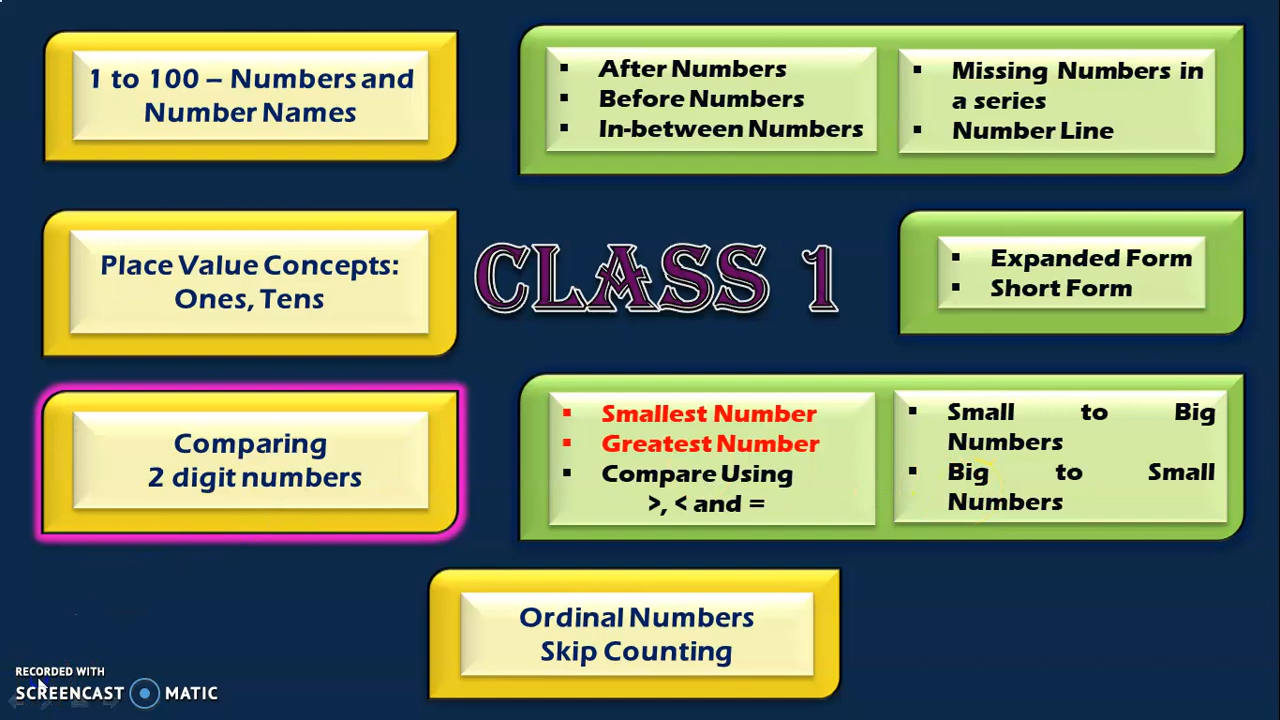 1 to 100 – Numbers and
Number Names
▪ After Numbers
▪ Before Numbers
▪ In-between Numbers
▪ Missing Numbers in
a series
▪ Number Line
Place Value Concepts:
Ones, Tens
CLASS 1
▪ Expanded Form
▪ Short Form
Comparing
2 digit numbers
▪ Smallest Number
▪ Greatest Number
▪ Compare Using
>, < and =
▪ Small to Big
Numbers
▪ Big to Small
Numbers
Ordinal Numbers
Skip Counting
RECORDED WITH
SCREENCAST MATIC